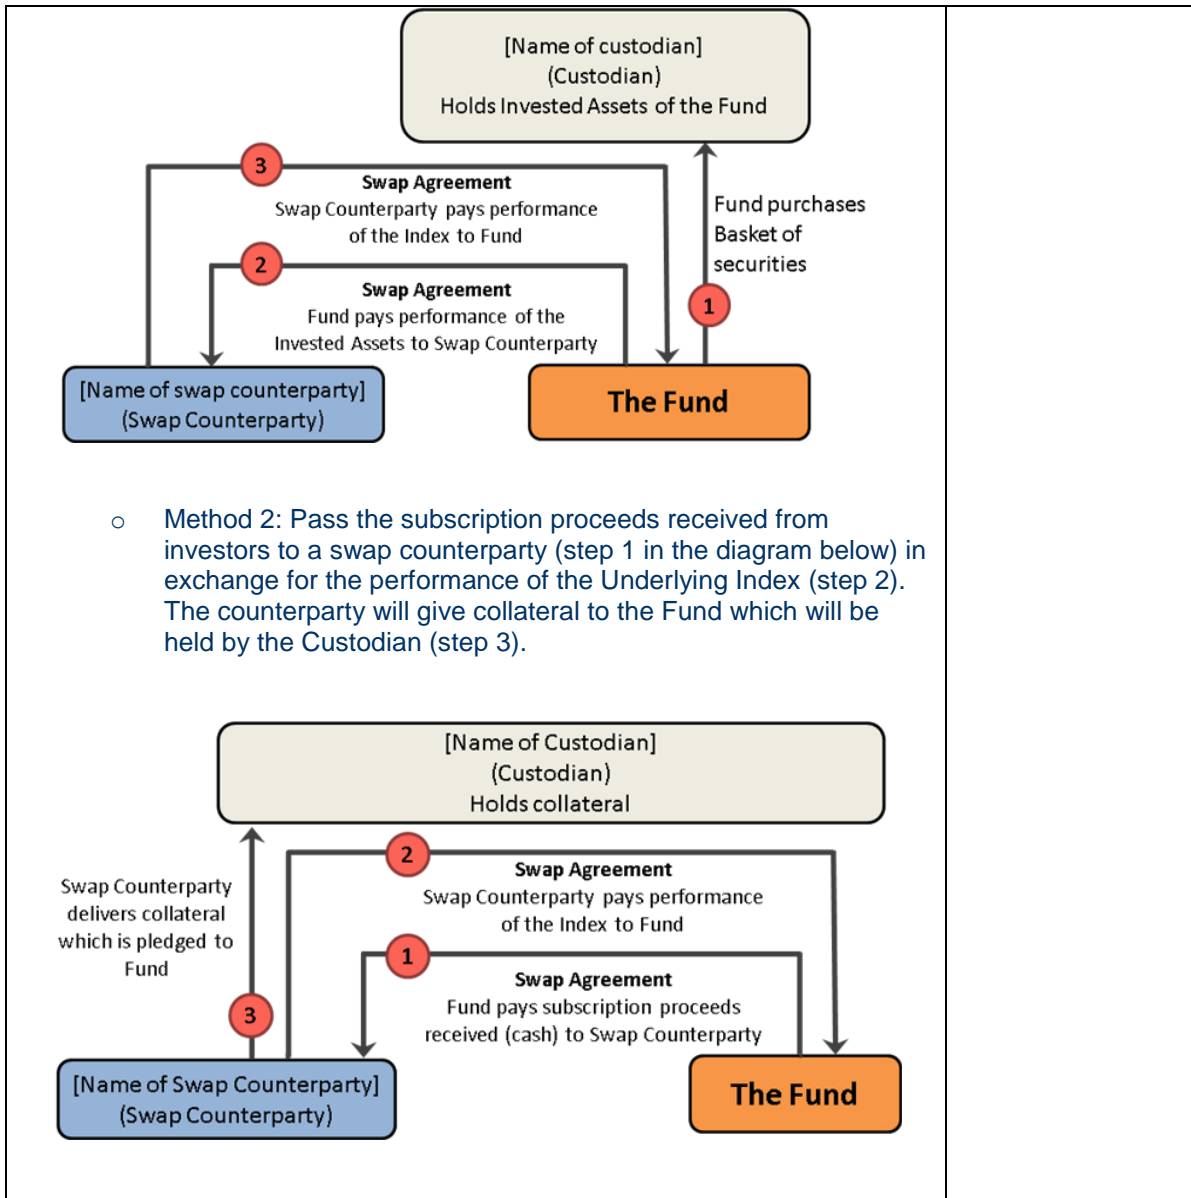 [Name of custodian]
(Custodian)
Holds Invested Assets of the Fund
3
Swap Agreement
Swap Counterparty pays performance
of the Index to Fund
Fund purchases
Basket of
securities
2
Swap Agreement
Fund pays performance of the
Invested Assets to Swap Counterparty
1
[Name of swap counterparty]
(Swap Counterparty)
The Fund
o Method 2: Pass the subscription proceeds received from
investors to a swap counterparty (step 1 in the diagram below) in
exchange for the performance of the Underlying Index (step 2).
The counterparty will give collateral to the Fund which will be
held by the Custodian (step 3).
[Name of Custodian]
(Custodian)
Holds collateral
2
Swap Agreement
Swap Counterparty pays performance
of the Index to Fund
Swap Counterparty
delivers collateral
which is pledged to
Fund
1
Swap Agreement
Fund pays subscription proceeds
received (cash) to Swap Counterparty
3
[Name of Swap Counterparty]
(Swap Counterparty)
The Fund